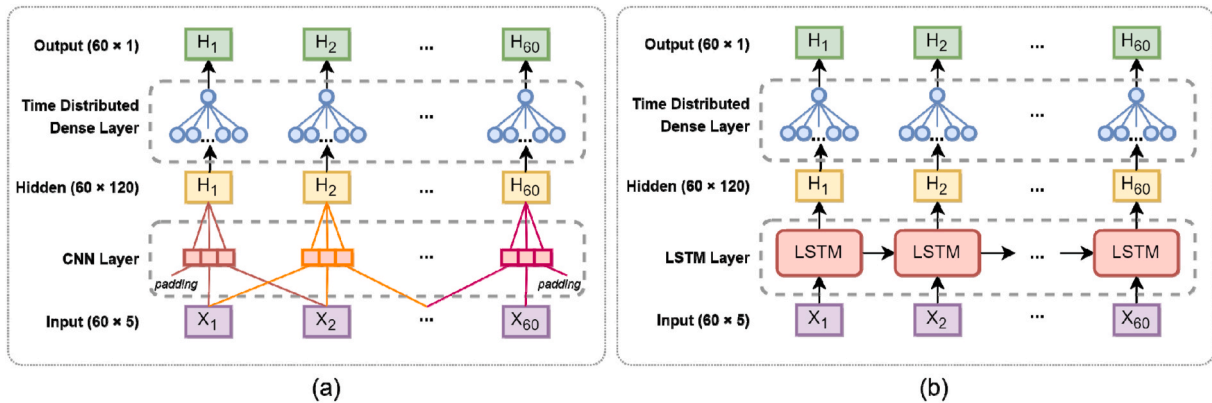 Output (60 × 1)
H1
H2
...
H60
Time Distributed
Dense Layer
...
...
...
...
Hidden (60 × 120)
H1
H2
...
H60
CNN Layer
...
padding
padding
Input (60 × 5)
X1
X2
...
X60
(a)
Output (60 × 1)
H1
H2
...
H60
Time Distributed
Dense Layer
...
...
...
...
Hidden (60 × 120)
H1
H2
...
H60
LSTM Layer
LSTM
LSTM
...
LSTM
Input (60 × 5)
X1
X2
...
X60
(b)